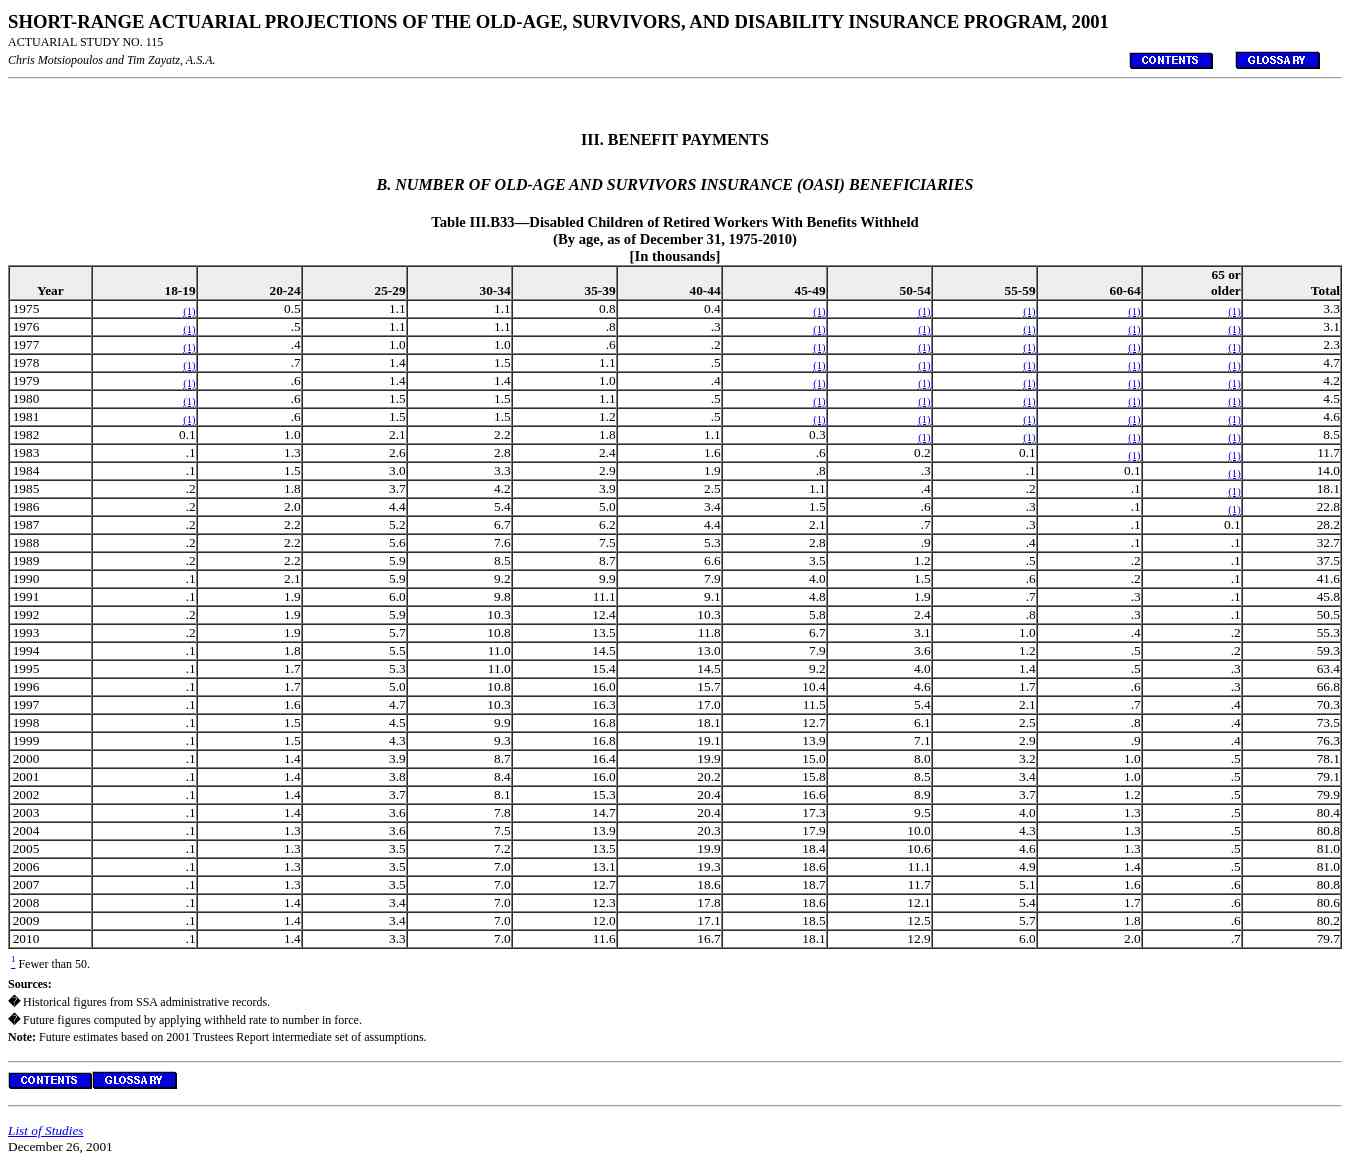 SHORT-RANGE ACTUARIAL PROJECTIONS OF THE OLD-AGE, SURVIVORS, AND DISABILITY INSURANCE PROGRAM, 2001
ACTUARIAL STUDY NO. 115
Chris Motsiopoulos and Tim Zayatz, A.S.A. CONTENTS GLOSSARY
III. BENEFIT PAYMENTS
B. NUMBER OF OLD-AGE AND SURVIVORS INSURANCE (OASI) BENEFICIARIES
Table III.B33—Disabled Children of Retired Workers With Benefits Withheld
(By age, as of December 31, 1975-2010)
[In thousands]
Year 18-19 20-24 25-29 30-34 35-39 40-44 45-49 50-54 55-59 60-64 65 or older Total
1975 (1) 0.5 1.1 1.1 0.8 0.4 (1) (1) (1) (1) (1) 3.3
1976 (1) .5 1.1 1.1 .8 .3 (1) (1) (1) (1) (1) 3.1
1977 (1) .4 1.0 1.0 .6 .2 (1) (1) (1) (1) (1) 2.3
1978 (1) .7 1.4 1.5 1.1 .5 (1) (1) (1) (1) (1) 4.7
1979 (1) .6 1.4 1.4 1.0 .4 (1) (1) (1) (1) (1) 4.2
1980 (1) .6 1.5 1.5 1.1 .5 (1) (1) (1) (1) (1) 4.5
1981 (1) .6 1.5 1.5 1.2 .5 (1) (1) (1) (1) (1) 4.6
1982 0.1 1.0 2.1 2.2 1.8 1.1 0.3 (1) (1) (1) (1) 8.5
1983 .1 1.3 2.6 2.8 2.4 1.6 .6 0.2 0.1 (1) (1) 11.7
1984 .1 1.5 3.0 3.3 2.9 1.9 .8 .3 .1 0.1 (1) 14.0
1985 .2 1.8 3.7 4.2 3.9 2.5 1.1 .4 .2 .1 (1) 18.1
1986 .2 2.0 4.4 5.4 5.0 3.4 1.5 .6 .3 .1 (1) 22.8
1987 .2 2.2 5.2 6.7 6.2 4.4 2.1 .7 .3 .1 0.1 28.2
1988 .2 2.2 5.6 7.6 7.5 5.3 2.8 .9 .4 .1 .1 32.7
1989 .2 2.2 5.9 8.5 8.7 6.6 3.5 1.2 .5 .2 .1 37.5
1990 .1 2.1 5.9 9.2 9.9 7.9 4.0 1.5 .6 .2 .1 41.6
1991 .1 1.9 6.0 9.8 11.1 9.1 4.8 1.9 .7 .3 .1 45.8
1992 .2 1.9 5.9 10.3 12.4 10.3 5.8 2.4 .8 .3 .1 50.5
1993 .2 1.9 5.7 10.8 13.5 11.8 6.7 3.1 1.0 .4 .2 55.3
1994 .1 1.8 5.5 11.0 14.5 13.0 7.9 3.6 1.2 .5 .2 59.3
1995 .1 1.7 5.3 11.0 15.4 14.5 9.2 4.0 1.4 .5 .3 63.4
1996 .1 1.7 5.0 10.8 16.0 15.7 10.4 4.6 1.7 .6 .3 66.8
1997 .1 1.6 4.7 10.3 16.3 17.0 11.5 5.4 2.1 .7 .4 70.3
1998 .1 1.5 4.5 9.9 16.8 18.1 12.7 6.1 2.5 .8 .4 73.5
1999 .1 1.5 4.3 9.3 16.8 19.1 13.9 7.1 2.9 .9 .4 76.3
2000 .1 1.4 3.9 8.7 16.4 19.9 15.0 8.0 3.2 1.0 .5 78.1
2001 .1 1.4 3.8 8.4 16.0 20.2 15.8 8.5 3.4 1.0 .5 79.1
2002 .1 1.4 3.7 8.1 15.3 20.4 16.6 8.9 3.7 1.2 .5 79.9
2003 .1 1.4 3.6 7.8 14.7 20.4 17.3 9.5 4.0 1.3 .5 80.4
2004 .1 1.3 3.6 7.5 13.9 20.3 17.9 10.0 4.3 1.3 .5 80.8
2005 .1 1.3 3.5 7.2 13.5 19.9 18.4 10.6 4.6 1.3 .5 81.0
2006 .1 1.3 3.5 7.0 13.1 19.3 18.6 11.1 4.9 1.4 .5 81.0
2007 .1 1.3 3.5 7.0 12.7 18.6 18.7 11.7 5.1 1.6 .6 80.8
2008 .1 1.4 3.4 7.0 12.3 17.8 18.6 12.1 5.4 1.7 .6 80.6
2009 .1 1.4 3.4 7.0 12.0 17.1 18.5 12.5 5.7 1.8 .6 80.2
2010 .1 1.4 3.3 7.0 11.6 16.7 18.1 12.9 6.0 2.0 .7 79.7
1 Fewer than 50.
Sources:
� Historical figures from SSA administrative records.
� Future figures computed by applying withheld rate to number in force.
Note: Future estimates based on 2001 Trustees Report intermediate set of assumptions.
CONTENTS GLOSSARY
List of Studies
December 26, 2001